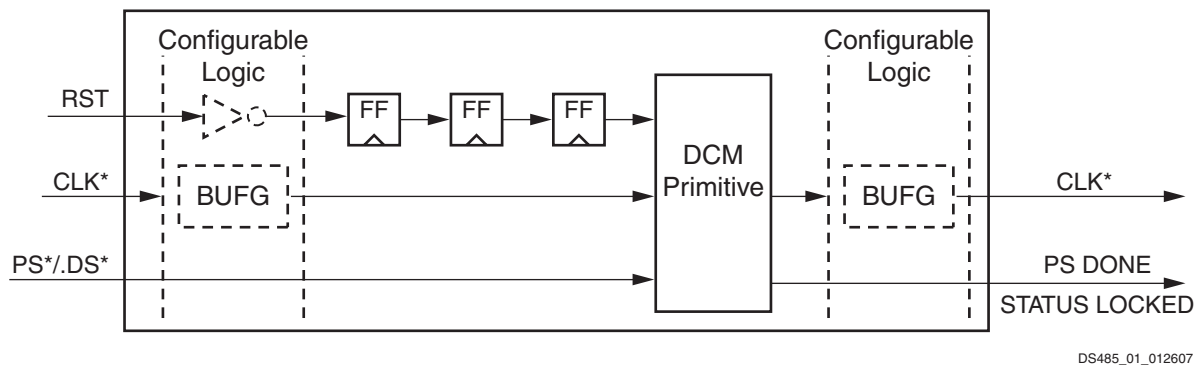 Configurable
Logic
Configurable
Logic
RST
FF
FF
FF
DCM
Primitive
CLK*
BUFG
BUFG
CLK*
PS*/.DS*
PS DONE
STATUS LOCKED
DS485_01_012607